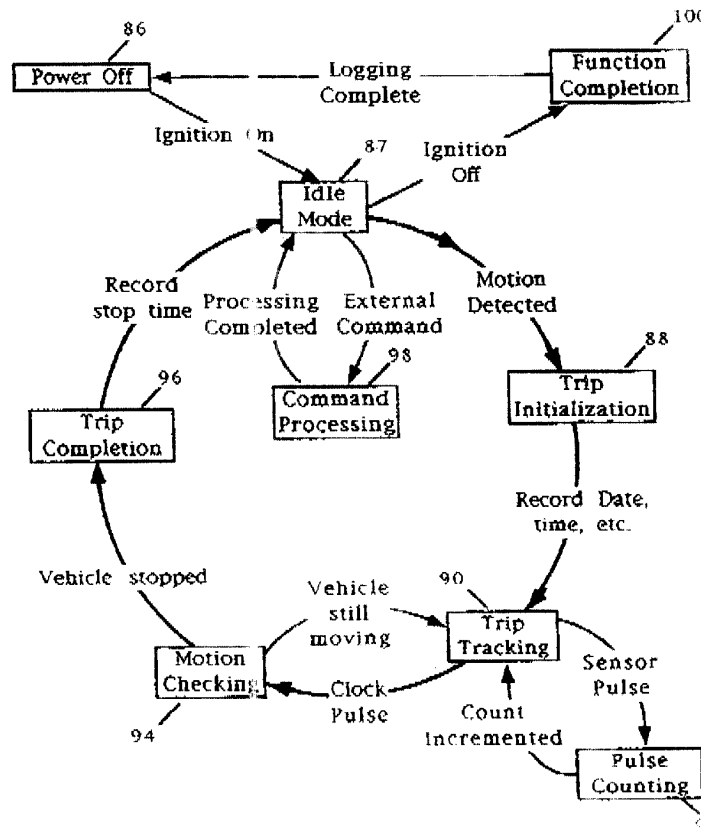 86
100
Power Off
Logging
Complete
Function
Completion
Ignition On
87
Ignition
Off
Idle
Mode
Record
stop time
Processing
Completed
External
Command
Motion
Detected
98
88
96
Trip
Completion
Command
Processing
Trip
Initialization
Record Date,
time, etc.
Vehicle stopped
90
Vehicle
still
moving
Trip
Tracking
Motion
Checking
Clock
Pulse
Sensor
Pulse
94
Count
Incremented
Pulse
Counting